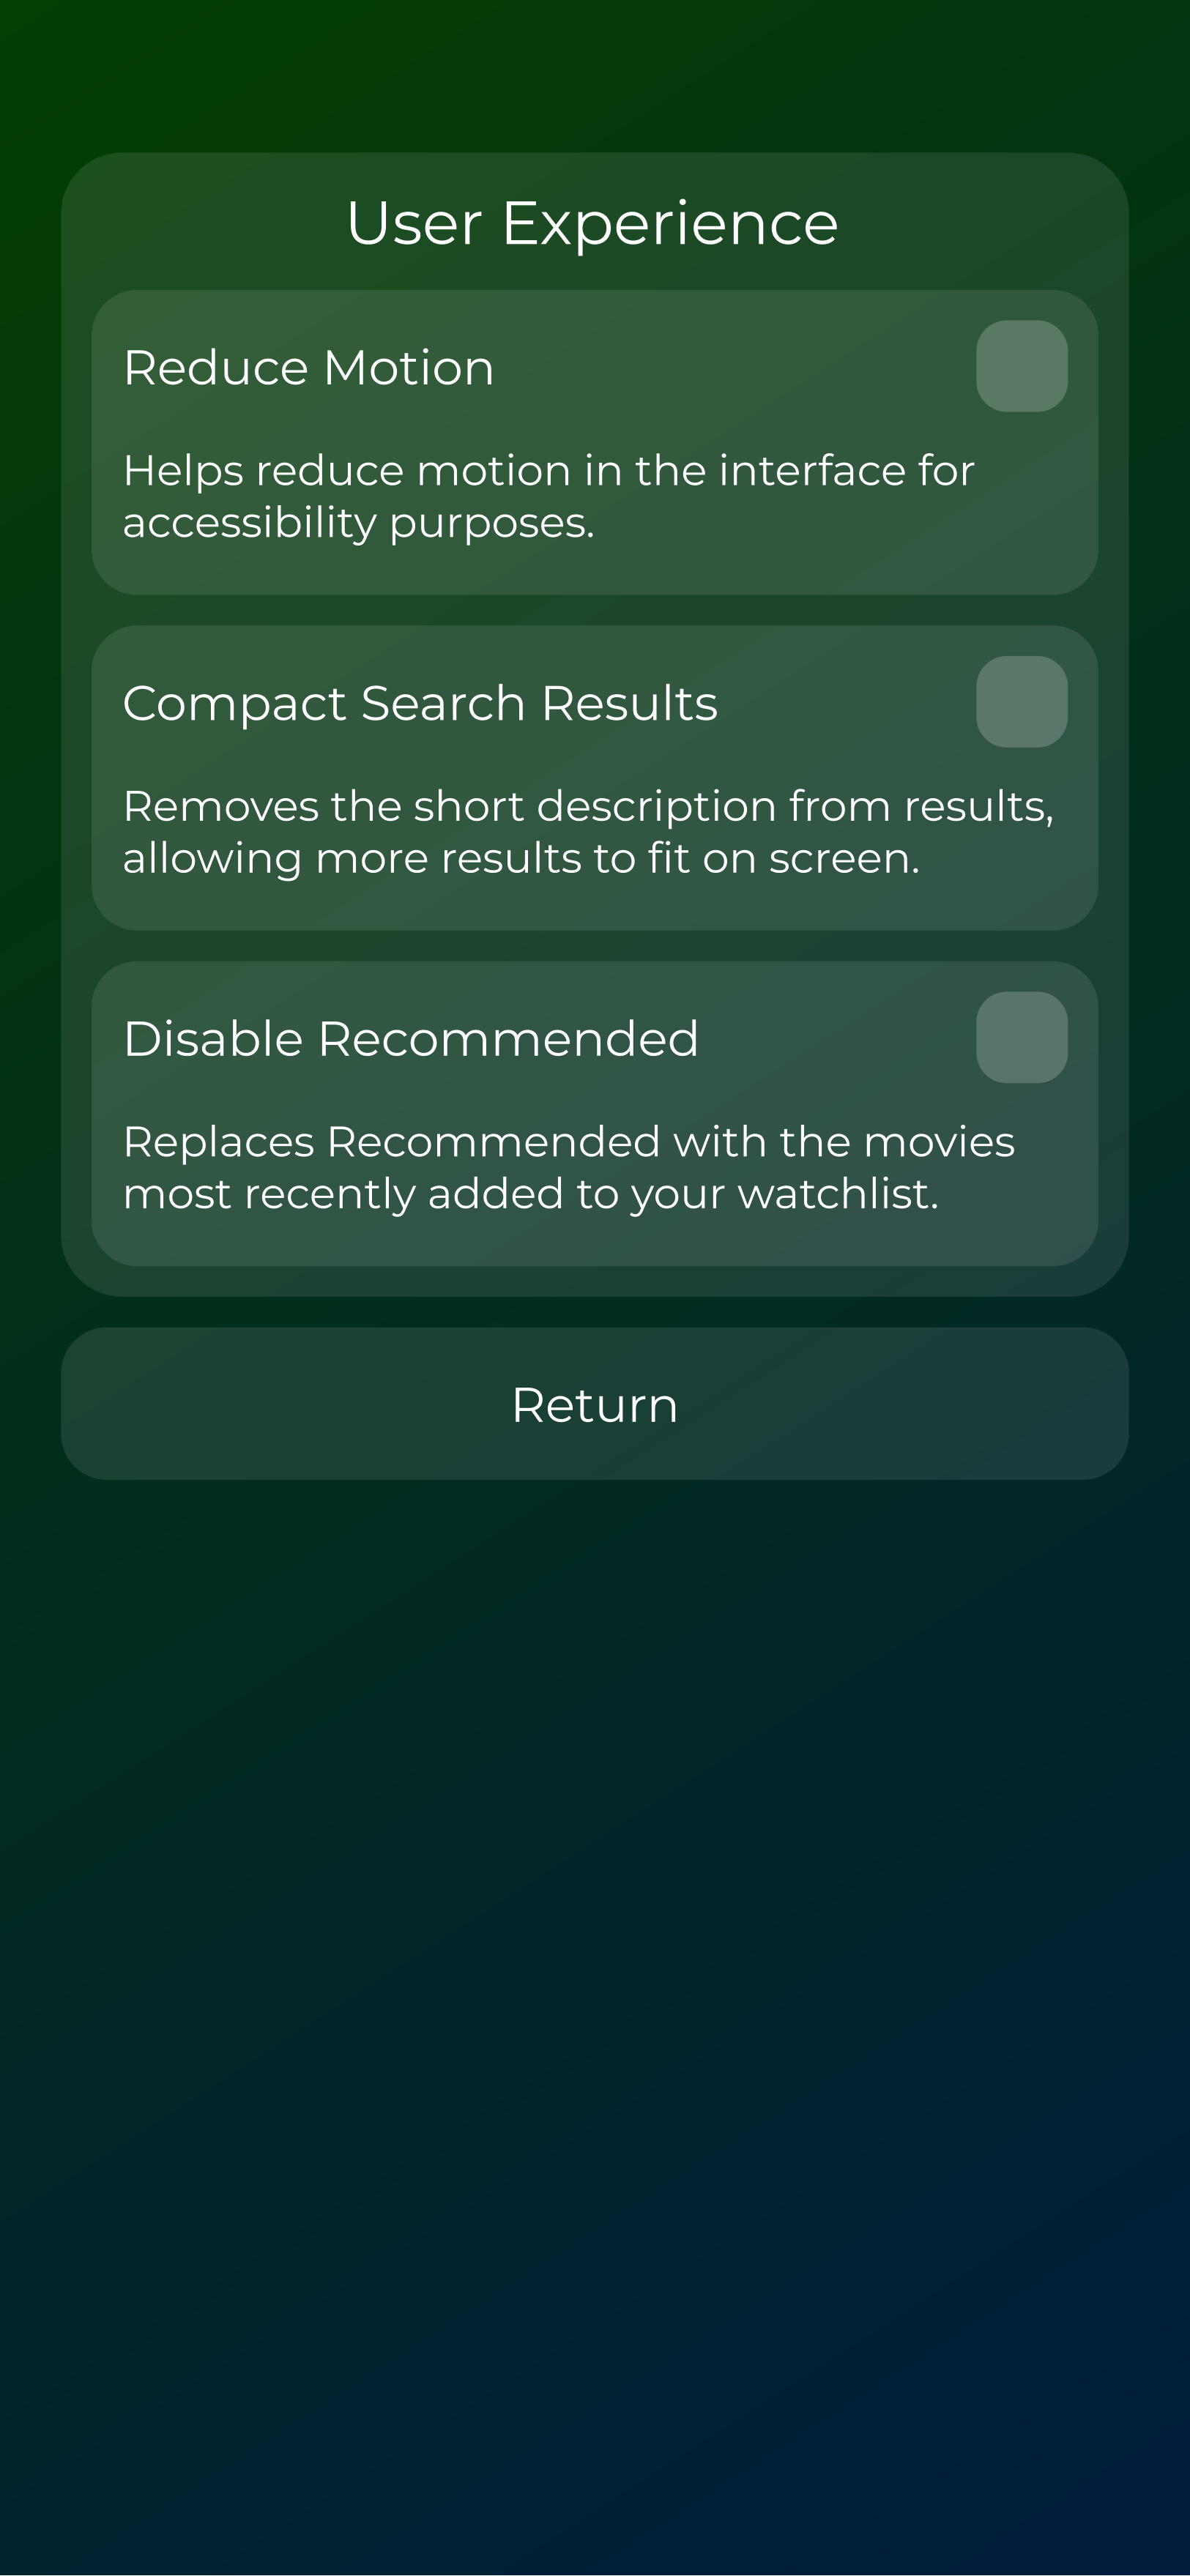 User Experience
Reduce Motion
Helps reduce motion in the interface for
accessibility purposes.
Compact Search Results
Removes the short description from results,
allowing more results to fit on screen.
Disable Recommended
Replaces Recommended with the movies
most recently added to your watchlist.
Return